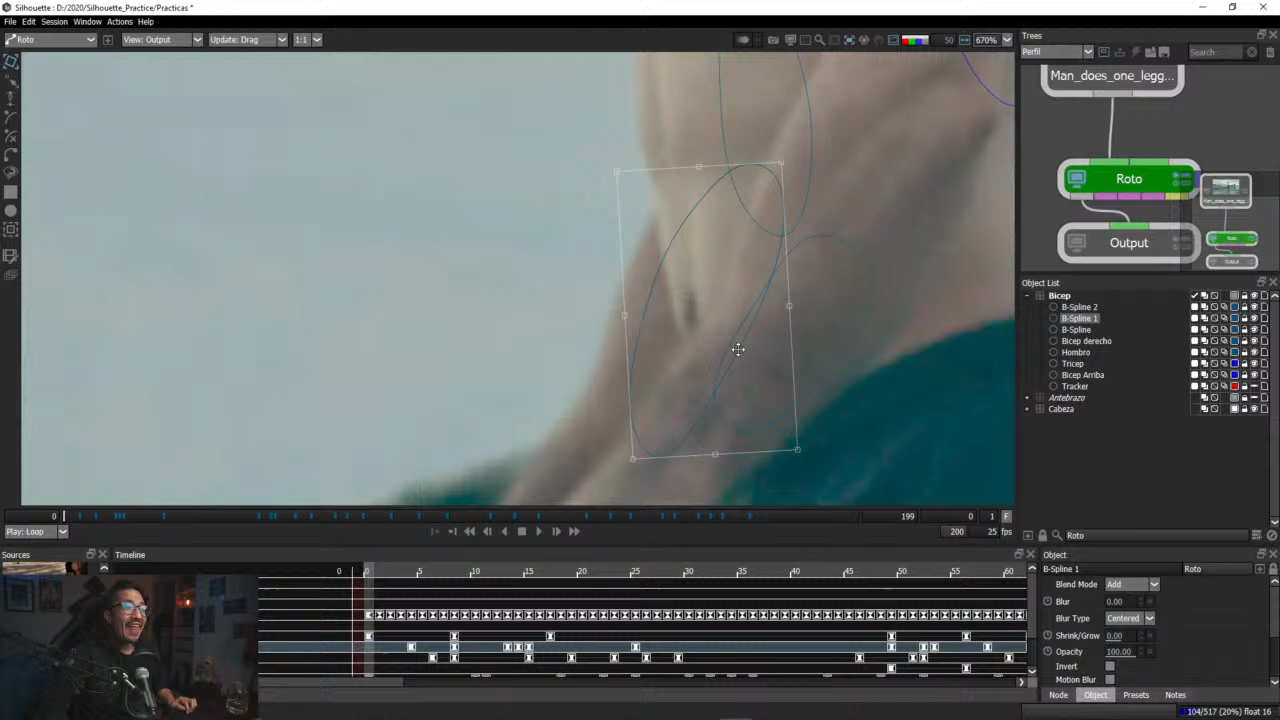 Silhouette : D:/2020/Silhouette_Practice/Practicas *
File Edit Session Window Actions Help
Roto View: Output Update: Drag 1:1 50 670%
Trees
Perfil Search:
Man_does_one_legg...
Roto
Output
Object List
Bicep
B-Spline 2
B-Spline 1
B-Spline
Bicep derecho
Hombro
Tricep
Bicep Arriba
Tracker
Antebrazo
Cabeza
0 199 0 1 F
Play: Loop 200 25 fps
Roto
Sources Timeline Object
0 0 5 10 15 20 25 30 35 40 45 50 55 60
B-Spline 1 Roto
Blend Mode Add
Blur 0.00
Blur Type Centered
Shrink/Grow 0.00
Opacity 100.00
Invert
Motion Blur
Node Object Presets Notes
104/517 (20%) float 16